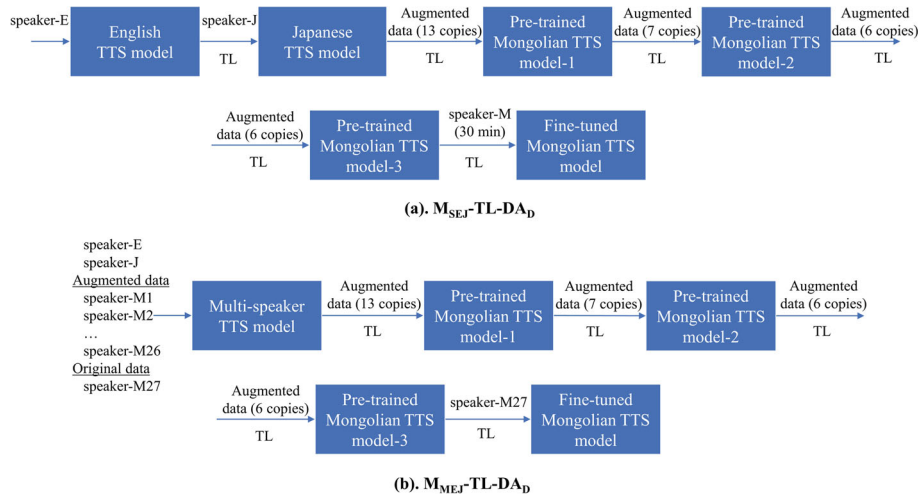 speaker-E
English
TTS model
speaker-J
TL
Japanese
TTS model
Augmented
data (13 copies)
TL
Pre-trained
Mongolian TTS
model-1
Augmented
data (7 copies)
TL
Pre-trained
Mongolian TTS
model-2
Augmented
data (6 copies)
TL
Augmented
data (6 copies)
TL
Pre-trained
Mongolian TTS
model-3
speaker-M
(30 min)
TL
Fine-tuned
Mongolian TTS
model
(a). MSEJ-TL-DAD
speaker-E
speaker-J
Augmented data
speaker-M1
speaker-M2
…
speaker-M26
Original data
speaker-M27
Multi-speaker
TTS model
Augmented
data (13 copies)
TL
Pre-trained
Mongolian TTS
model-1
Augmented
data (7 copies)
TL
Pre-trained
Mongolian TTS
model-2
Augmented
data (6 copies)
TL
Augmented
data (6 copies)
TL
Pre-trained
Mongolian TTS
model-3
speaker-M27
TL
Fine-tuned
Mongolian TTS
model
(b). MMEJ-TL-DAD